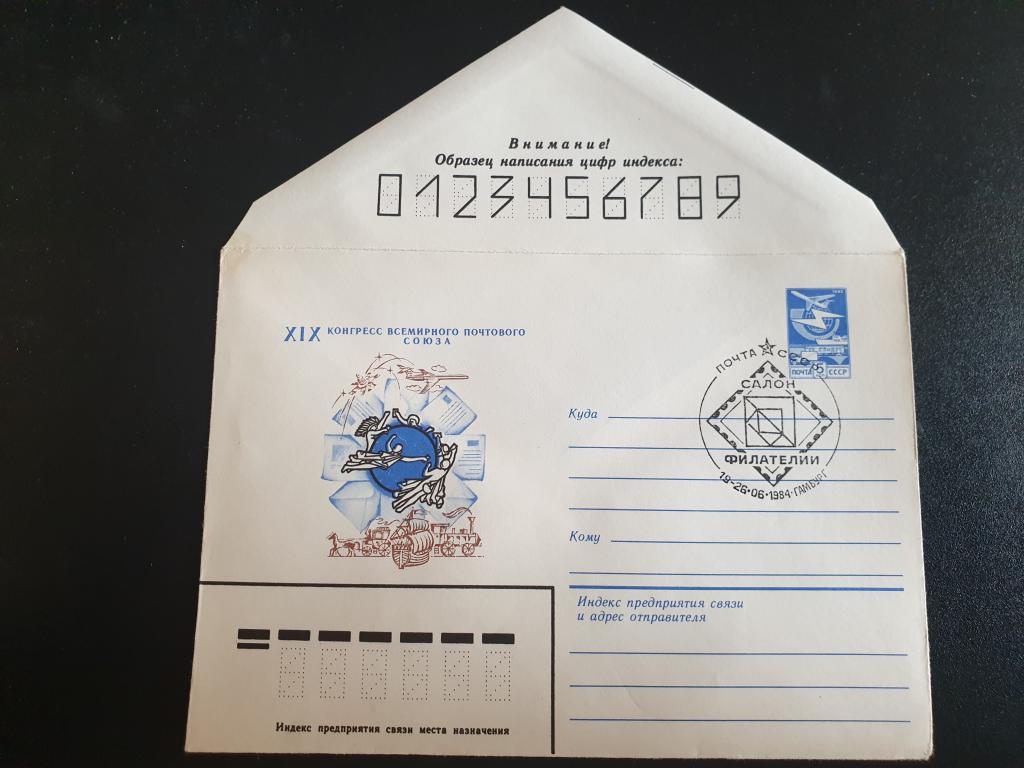 Внимание!
Образец написания цифр индекса:
0123456789
XIX КОНГРЕСС ВСЕМИРНОГО ПОЧТОВОГО
СОЮЗА
5
ПОЧТА СССР
ПОЧТА СССР
САЛОН
ФИЛАТЕЛИИ
19-26•06•1984•ГАМБУРГ
Куда
Кому
Индекс предприятия связи
и адрес отправителя
Индекс предприятия связи места назначения